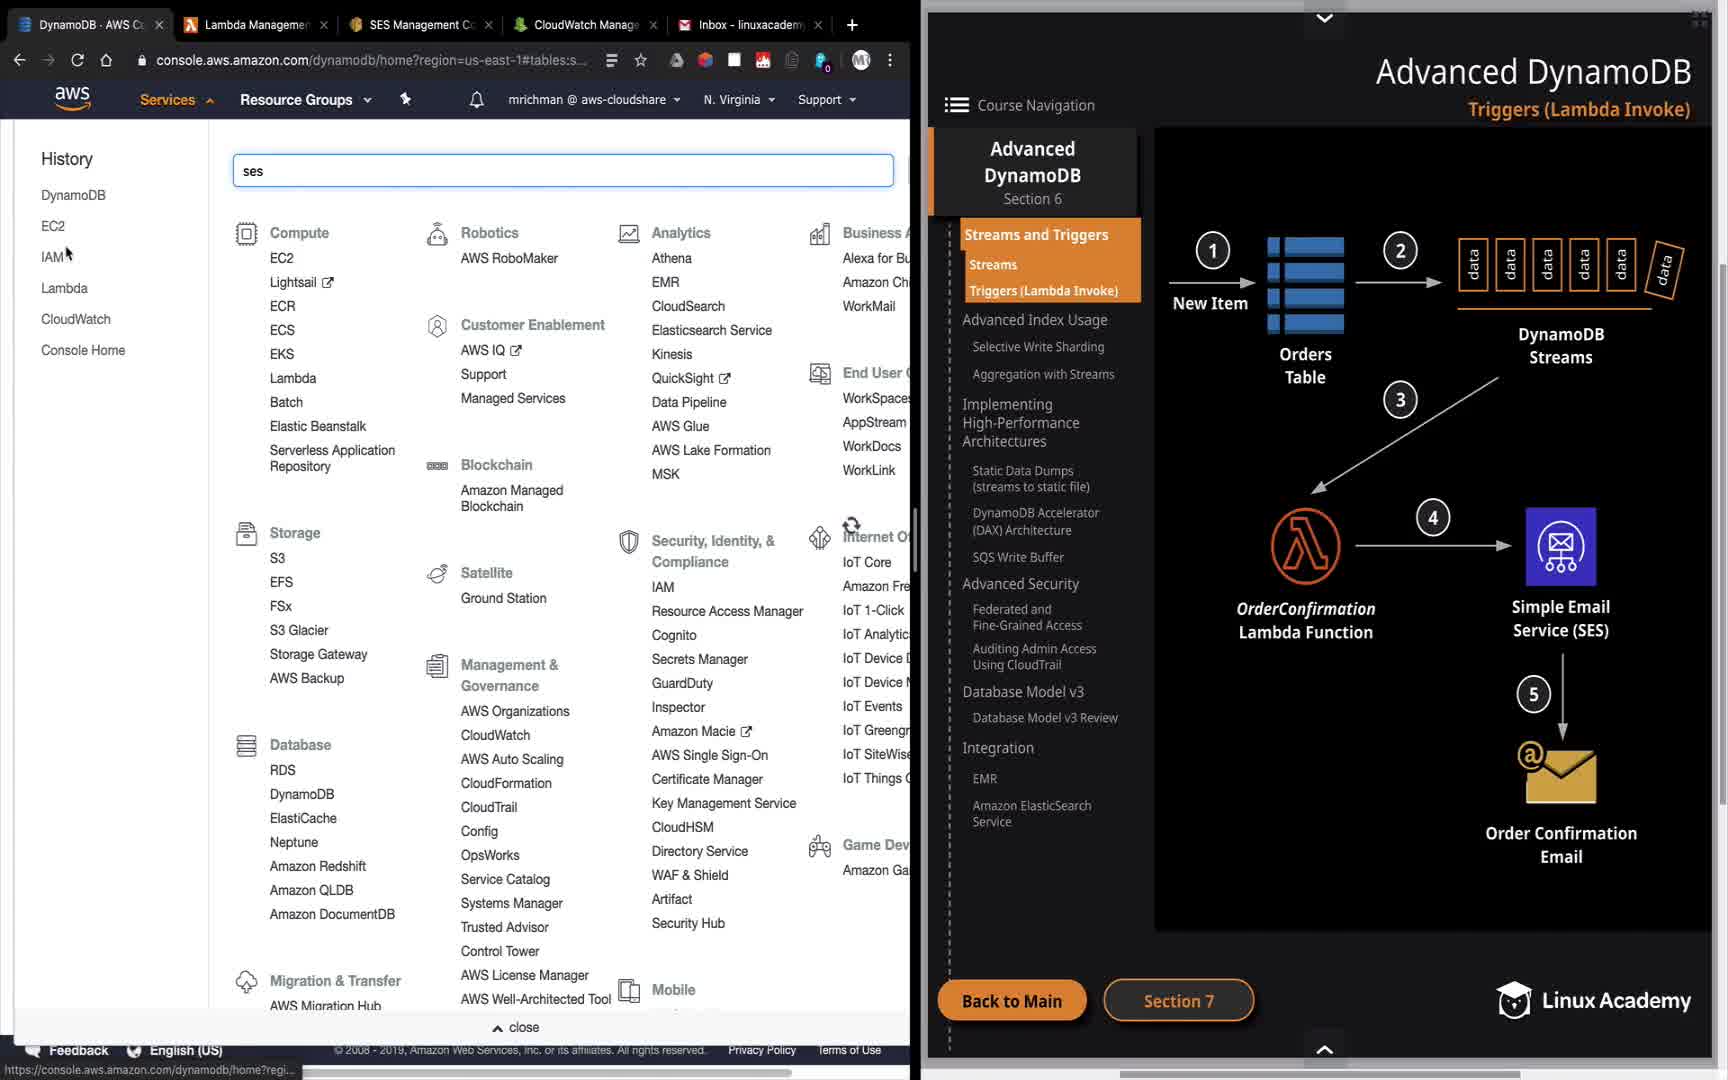 DynamoDB · AWS Co
Lambda Managemen
SES Management Co
CloudWatch Manage
Inbox - linuxacadem
console.aws.amazon.com/dynamodb/home?region=us-east-1#tables:s...
0
M
aws
Services
Resource Groups
mrichman @ aws-cloudshare
N. Virginia
Support
History
DynamoDB
EC2
IAM
Lambda
CloudWatch
Console Home
ses
Compute
EC2
Lightsail
ECR
ECS
EKS
Lambda
Batch
Elastic Beanstalk
Serverless Application
Repository
Storage
S3
EFS
FSx
S3 Glacier
Storage Gateway
AWS Backup
Database
RDS
DynamoDB
ElastiCache
Neptune
Amazon Redshift
Amazon QLDB
Amazon DocumentDB
Migration & Transfer
AWS Migration Hub
Robotics
AWS RoboMaker
Customer Enablement
AWS IQ
Support
Managed Services
Blockchain
Amazon Managed
Blockchain
Satellite
Ground Station
Management &
Governance
AWS Organizations
CloudWatch
AWS Auto Scaling
CloudFormation
CloudTrail
Config
OpsWorks
Service Catalog
Systems Manager
Trusted Advisor
Control Tower
AWS License Manager
AWS Well-Architected Tool
Analytics
Athena
EMR
CloudSearch
Elasticsearch Service
Kinesis
QuickSight
Data Pipeline
AWS Glue
AWS Lake Formation
MSK
Security, Identity, &
Compliance
IAM
Resource Access Manager
Cognito
Secrets Manager
GuardDuty
Inspector
Amazon Macie
AWS Single Sign-On
Certificate Manager
Key Management Service
CloudHSM
Directory Service
WAF & Shield
Artifact
Security Hub
Mobile
Business A
Alexa for Bu
Amazon Ch
WorkMail
End User C
WorkSpaces
AppStream
WorkDocs
WorkLink
Internet Of
IoT Core
Amazon Fre
IoT 1-Click
IoT Analytic
IoT Device D
IoT Device M
IoT Events
IoT Greengr
IoT SiteWise
IoT Things G
Game Dev
Amazon Ga
close
Feedback
English (US)
© 2008 - 2019, Amazon Web Services, Inc. or its affiliates. All rights reserved.
Privacy Policy
Terms of Use
https://console.aws.amazon.com/dynamodb/home?regi...
Advanced DynamoDB
Triggers (Lambda Invoke)
Course Navigation
Advanced
DynamoDB
Section 6
Streams and Triggers
Streams
Triggers (Lambda Invoke)
Advanced Index Usage
Selective Write Sharding
Aggregation with Streams
Implementing
High-Performance
Architectures
Static Data Dumps
(streams to static file)
DynamoDB Accelerator
(DAX) Architecture
SQS Write Buffer
Advanced Security
Federated and
Fine-Grained Access
Auditing Admin Access
Using CloudTrail
Database Model v3
Database Model v3 Review
Integration
EMR
Amazon ElasticSearch
Service
1
New Item
Orders
Table
2
data
data
data
data
data
data
DynamoDB
Streams
3
OrderConfirmation
Lambda Function
4
Simple Email
Service (SES)
5
@
Order Confirmation
Email
Back to Main
Section 7
Linux Academy